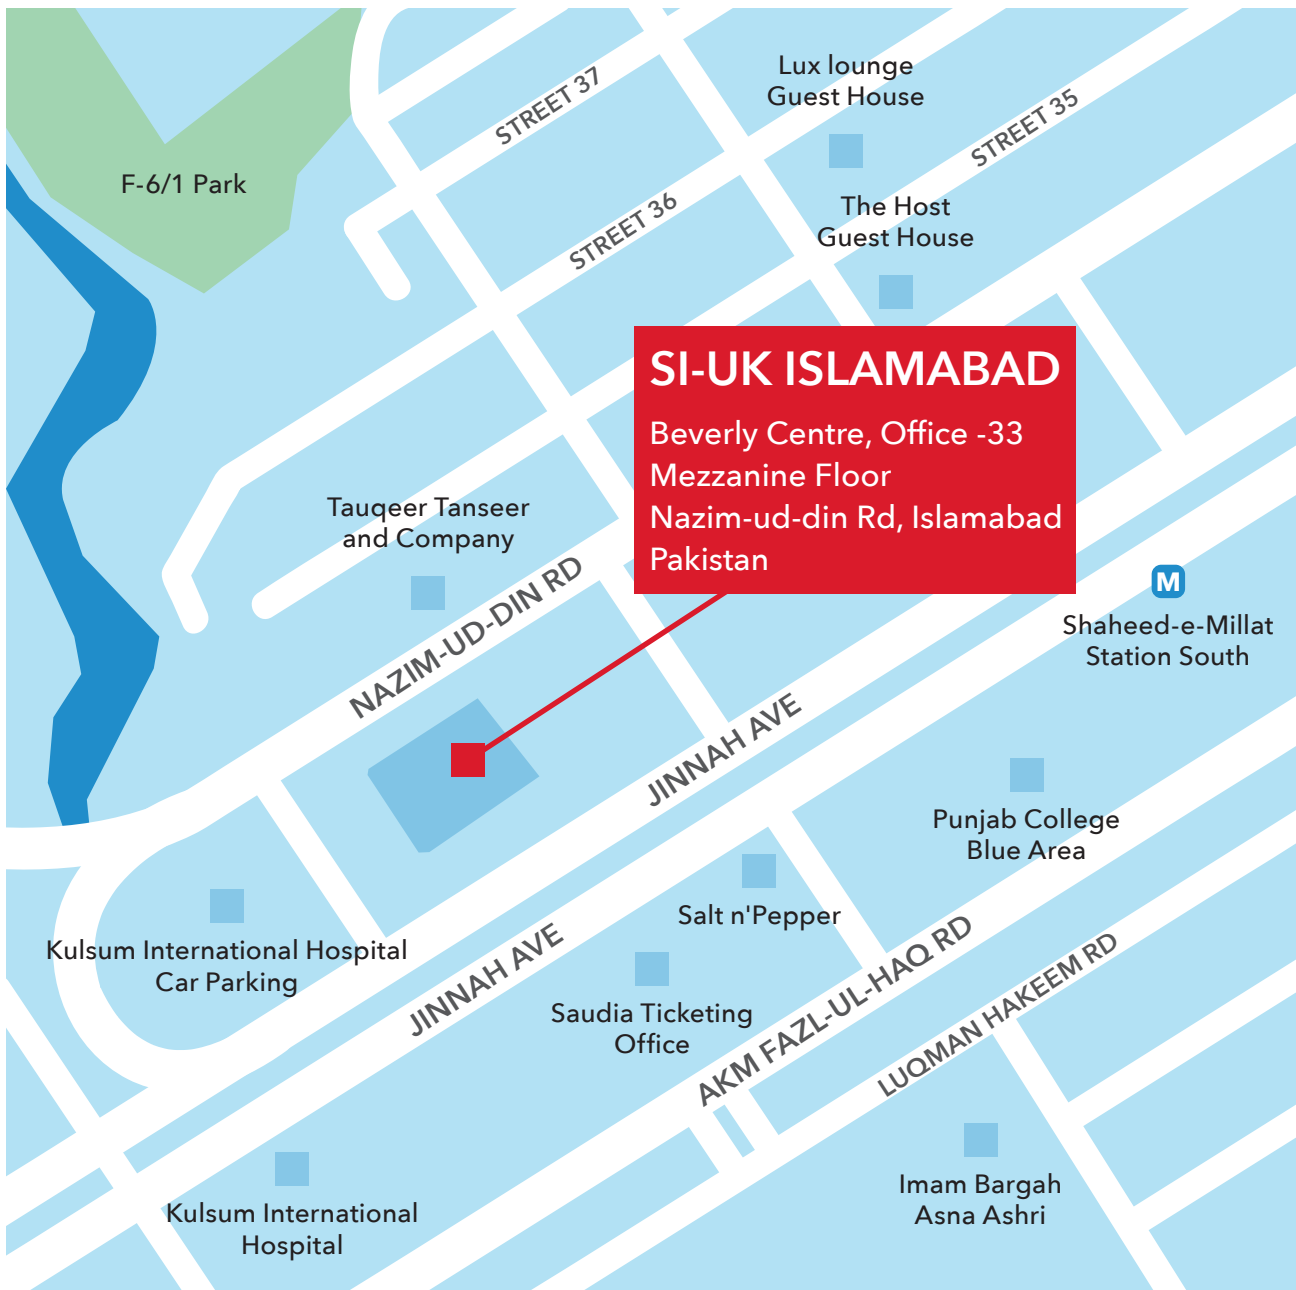 Lux lounge
Guest House
STREET 37
STREET 35
F-6/1 Park
STREET 36
The Host
Guest House
SI-UK ISLAMABAD
Beverly Centre, Office -33
Mezzanine Floor
Nazim-ud-din Rd, Islamabad
Pakistan
Tauqeer Tanseer
and Company
NAZIM-UD-DIN RD
M
Shaheed-e-Millat
Station South
JINNAH AVE
Punjab College
Blue Area
Salt n'Pepper
Kulsum International Hospital
Car Parking
JINNAH AVE
Saudia Ticketing
Office
AKM FAZL-UL-HAQ RD
LUQMAN HAKEEM RD
Imam Bargah
Asna Ashri
Kulsum International
Hospital